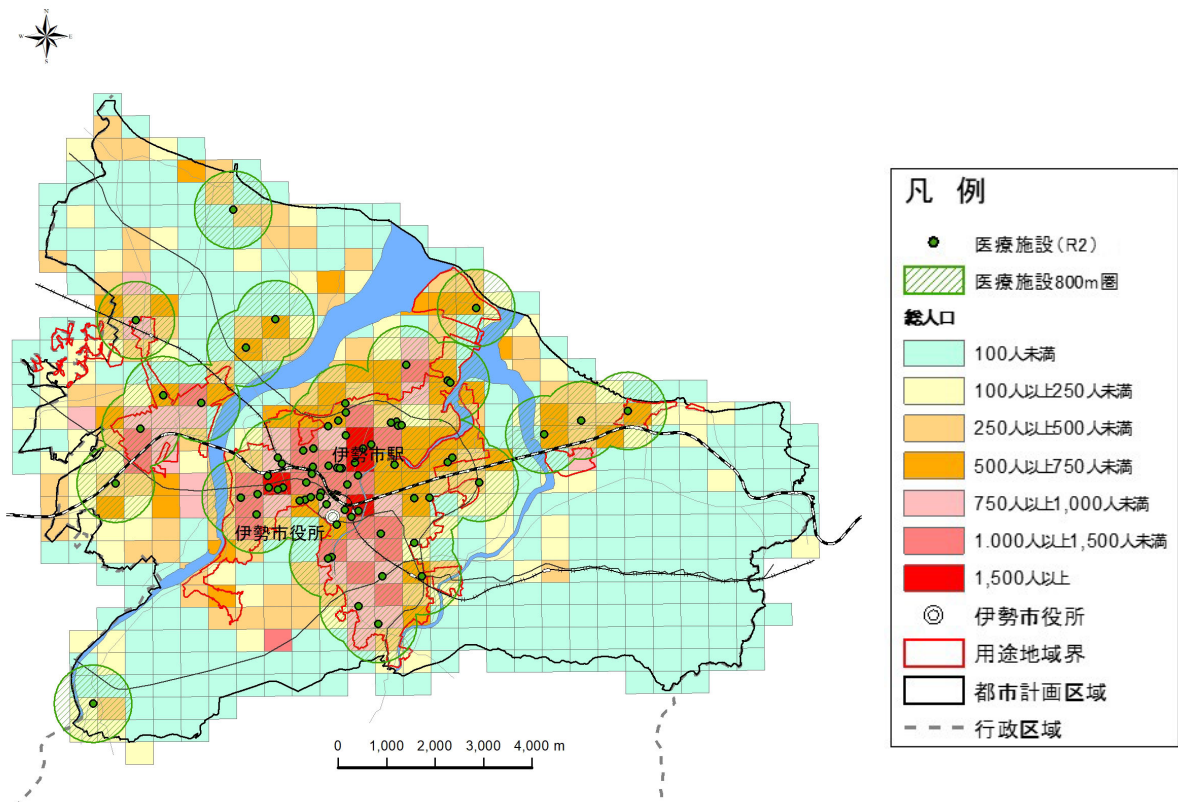 N
W
E
S
伊勢市駅
伊勢市役所
0 1,000 2,000 3,000 4,000 m
凡 例
医療施設(R2)
医療施設800m圏
総人口
100人未満
100人以上250人未満
250人以上500人未満
500人以上750人未満
750人以上1,000人未満
1.000人以上1,500人未満
1,500人以上
伊勢市役所
用途地域界
都市計画区域
行政区域